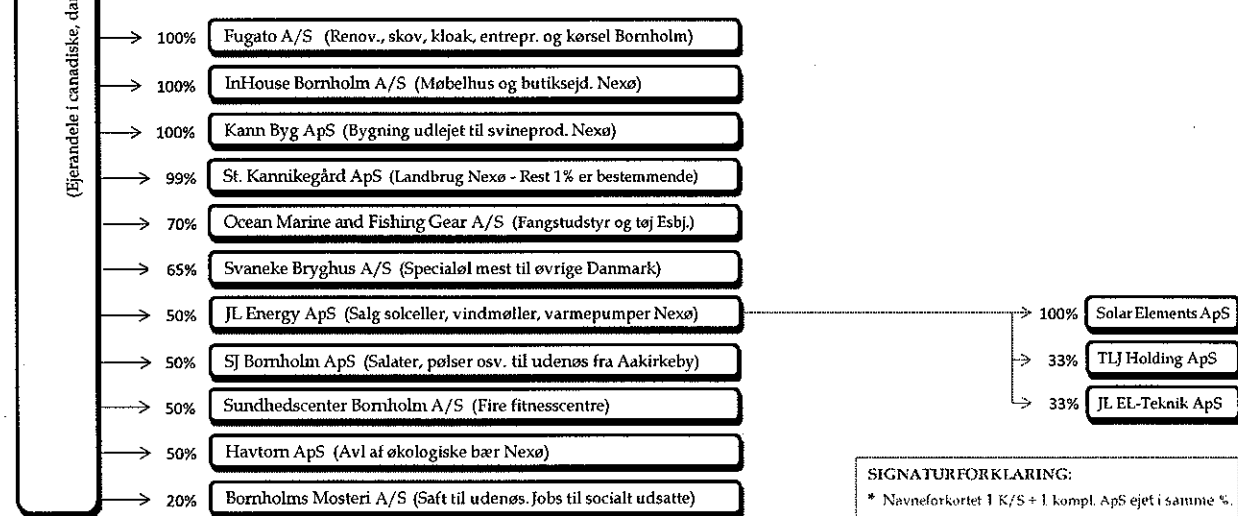 (Ejerandele i canadiske, da
100% Fugato A/S (Renov., skov, kloak, entrepr. og kørsel Bornholm)
100% InHouse Bornholm A/S (Møbelhus og butiksejd. Nexø)
100% Kann Byg ApS (Bygning udlejet til svineprod. Nexø)
99% St. Kannikegård ApS (Landbrug Nexø - Rest 1% er bestemmende)
70% Ocean Marine and Fishing Gear A/S (Fangstudstyr og tøj Esbj.)
65% Svaneke Bryghus A/S (Specialøl mest til øvrige Danmark)
50% JL Energy ApS (Salg solceller, vindmøller, varmepumper Nexø)
100% Solar Elements ApS
50% SJ Bornholm ApS (Salater, pølser osv. til udenøs fra Aakirkeby)
33% TLJ Holding ApS
50% Sundhedscenter Bornholm A/S (Fire fitnesscentre)
33% JL EL-Teknik ApS
50% Havtorn ApS (Avl af økologiske bær Nexø)
20% Bornholms Mosteri A/S (Saft til udenøs. Jobs til socialt udsatte)
SIGNATURFORKLARING:
* Navneforkortet 1 K/S + 1 kompl. ApS ejet i samme %.